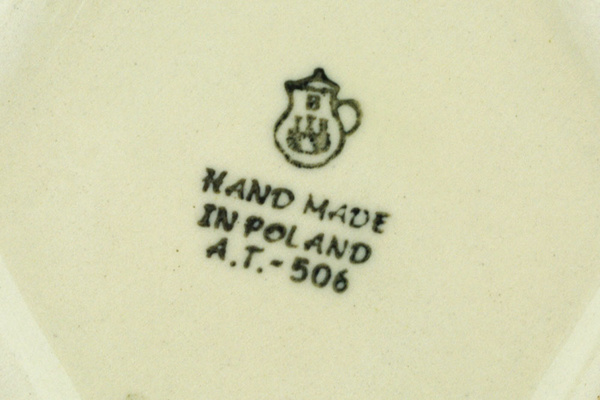 B
HAND MADE
IN POLAND
A.T.-506